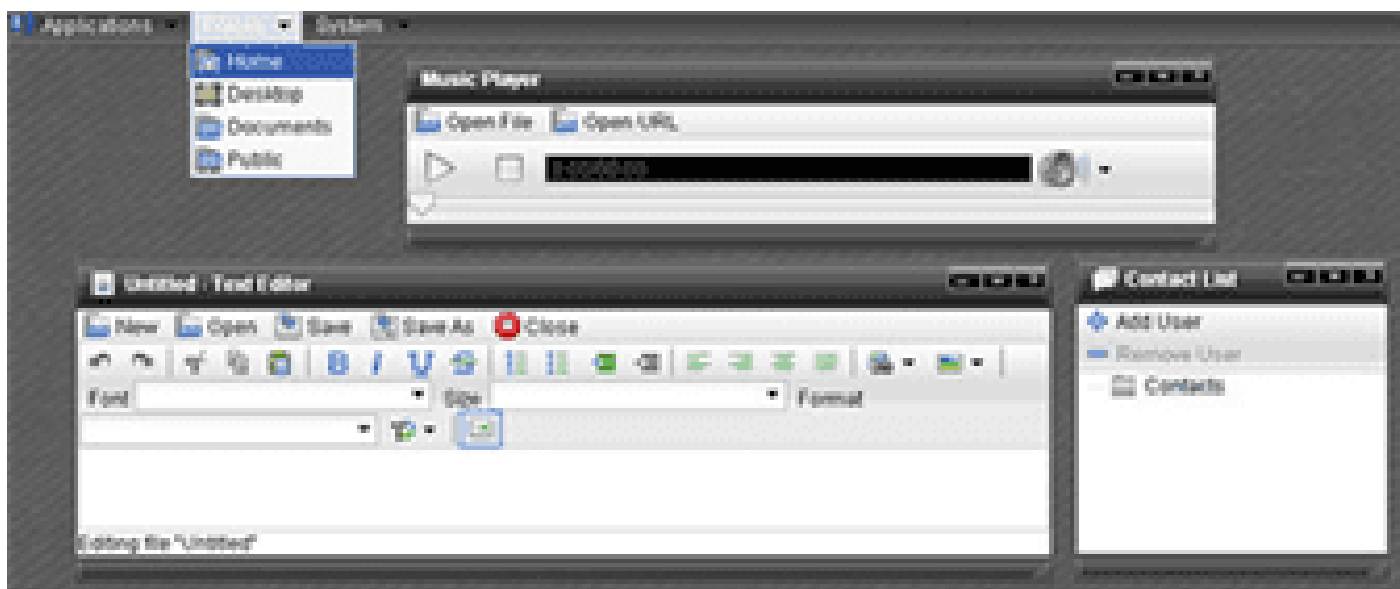 Applications System
Home
Desktop
Documents
Public
Music Player
Open File Open URL
Untitled - Text Editor
New Open Save Save As Close
B I U S
Font Size Format
Editing file "Untitled"
Contact List
Add User
Remove User
Contacts